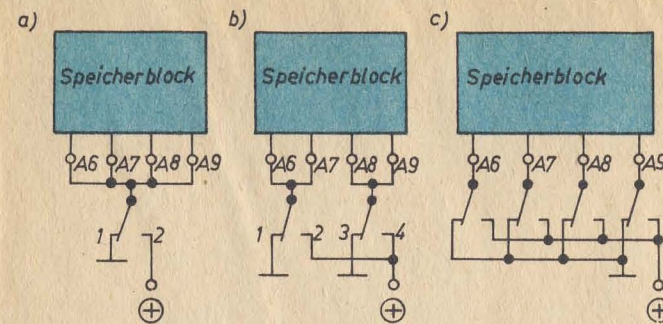 a) b) c)
Speicherblock Speicherblock Speicherblock
A6 A7 A8 A9 A6 A7 A8 A9 A6 A7 A8 A9
1 2 1 2 3 4
+ + +